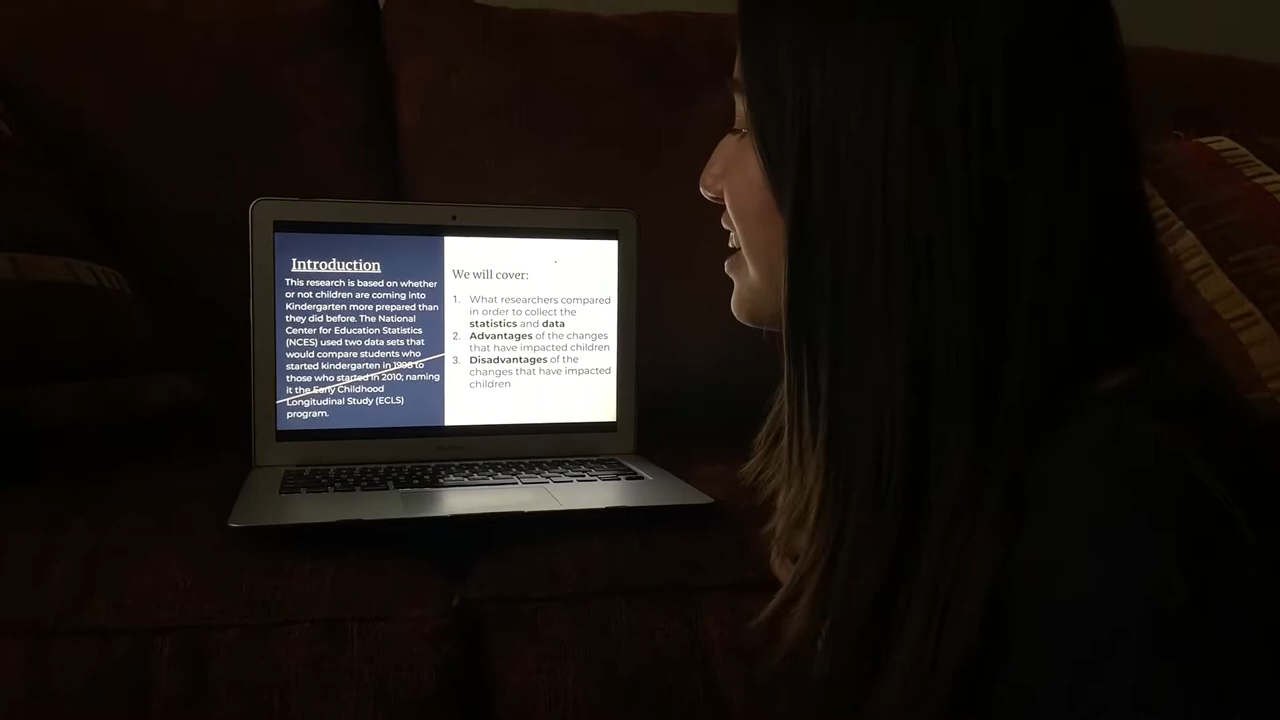 Introduction
This research is based on whether
or not children are coming into
Kindergarten more prepared than
they did before. The National
Center for Education Statistics
(NCES) used two data sets that
would compare students who
started kindergarten in 1998 to
those who started in 2010; naming
it the Early Childhood
Longitudinal Study (ECLS)
program.
We will cover:
1. What researchers compared
in order to collect the
statistics and data
2. Advantages of the changes
that have impacted children
3. Disadvantages of the
changes that have impacted
children